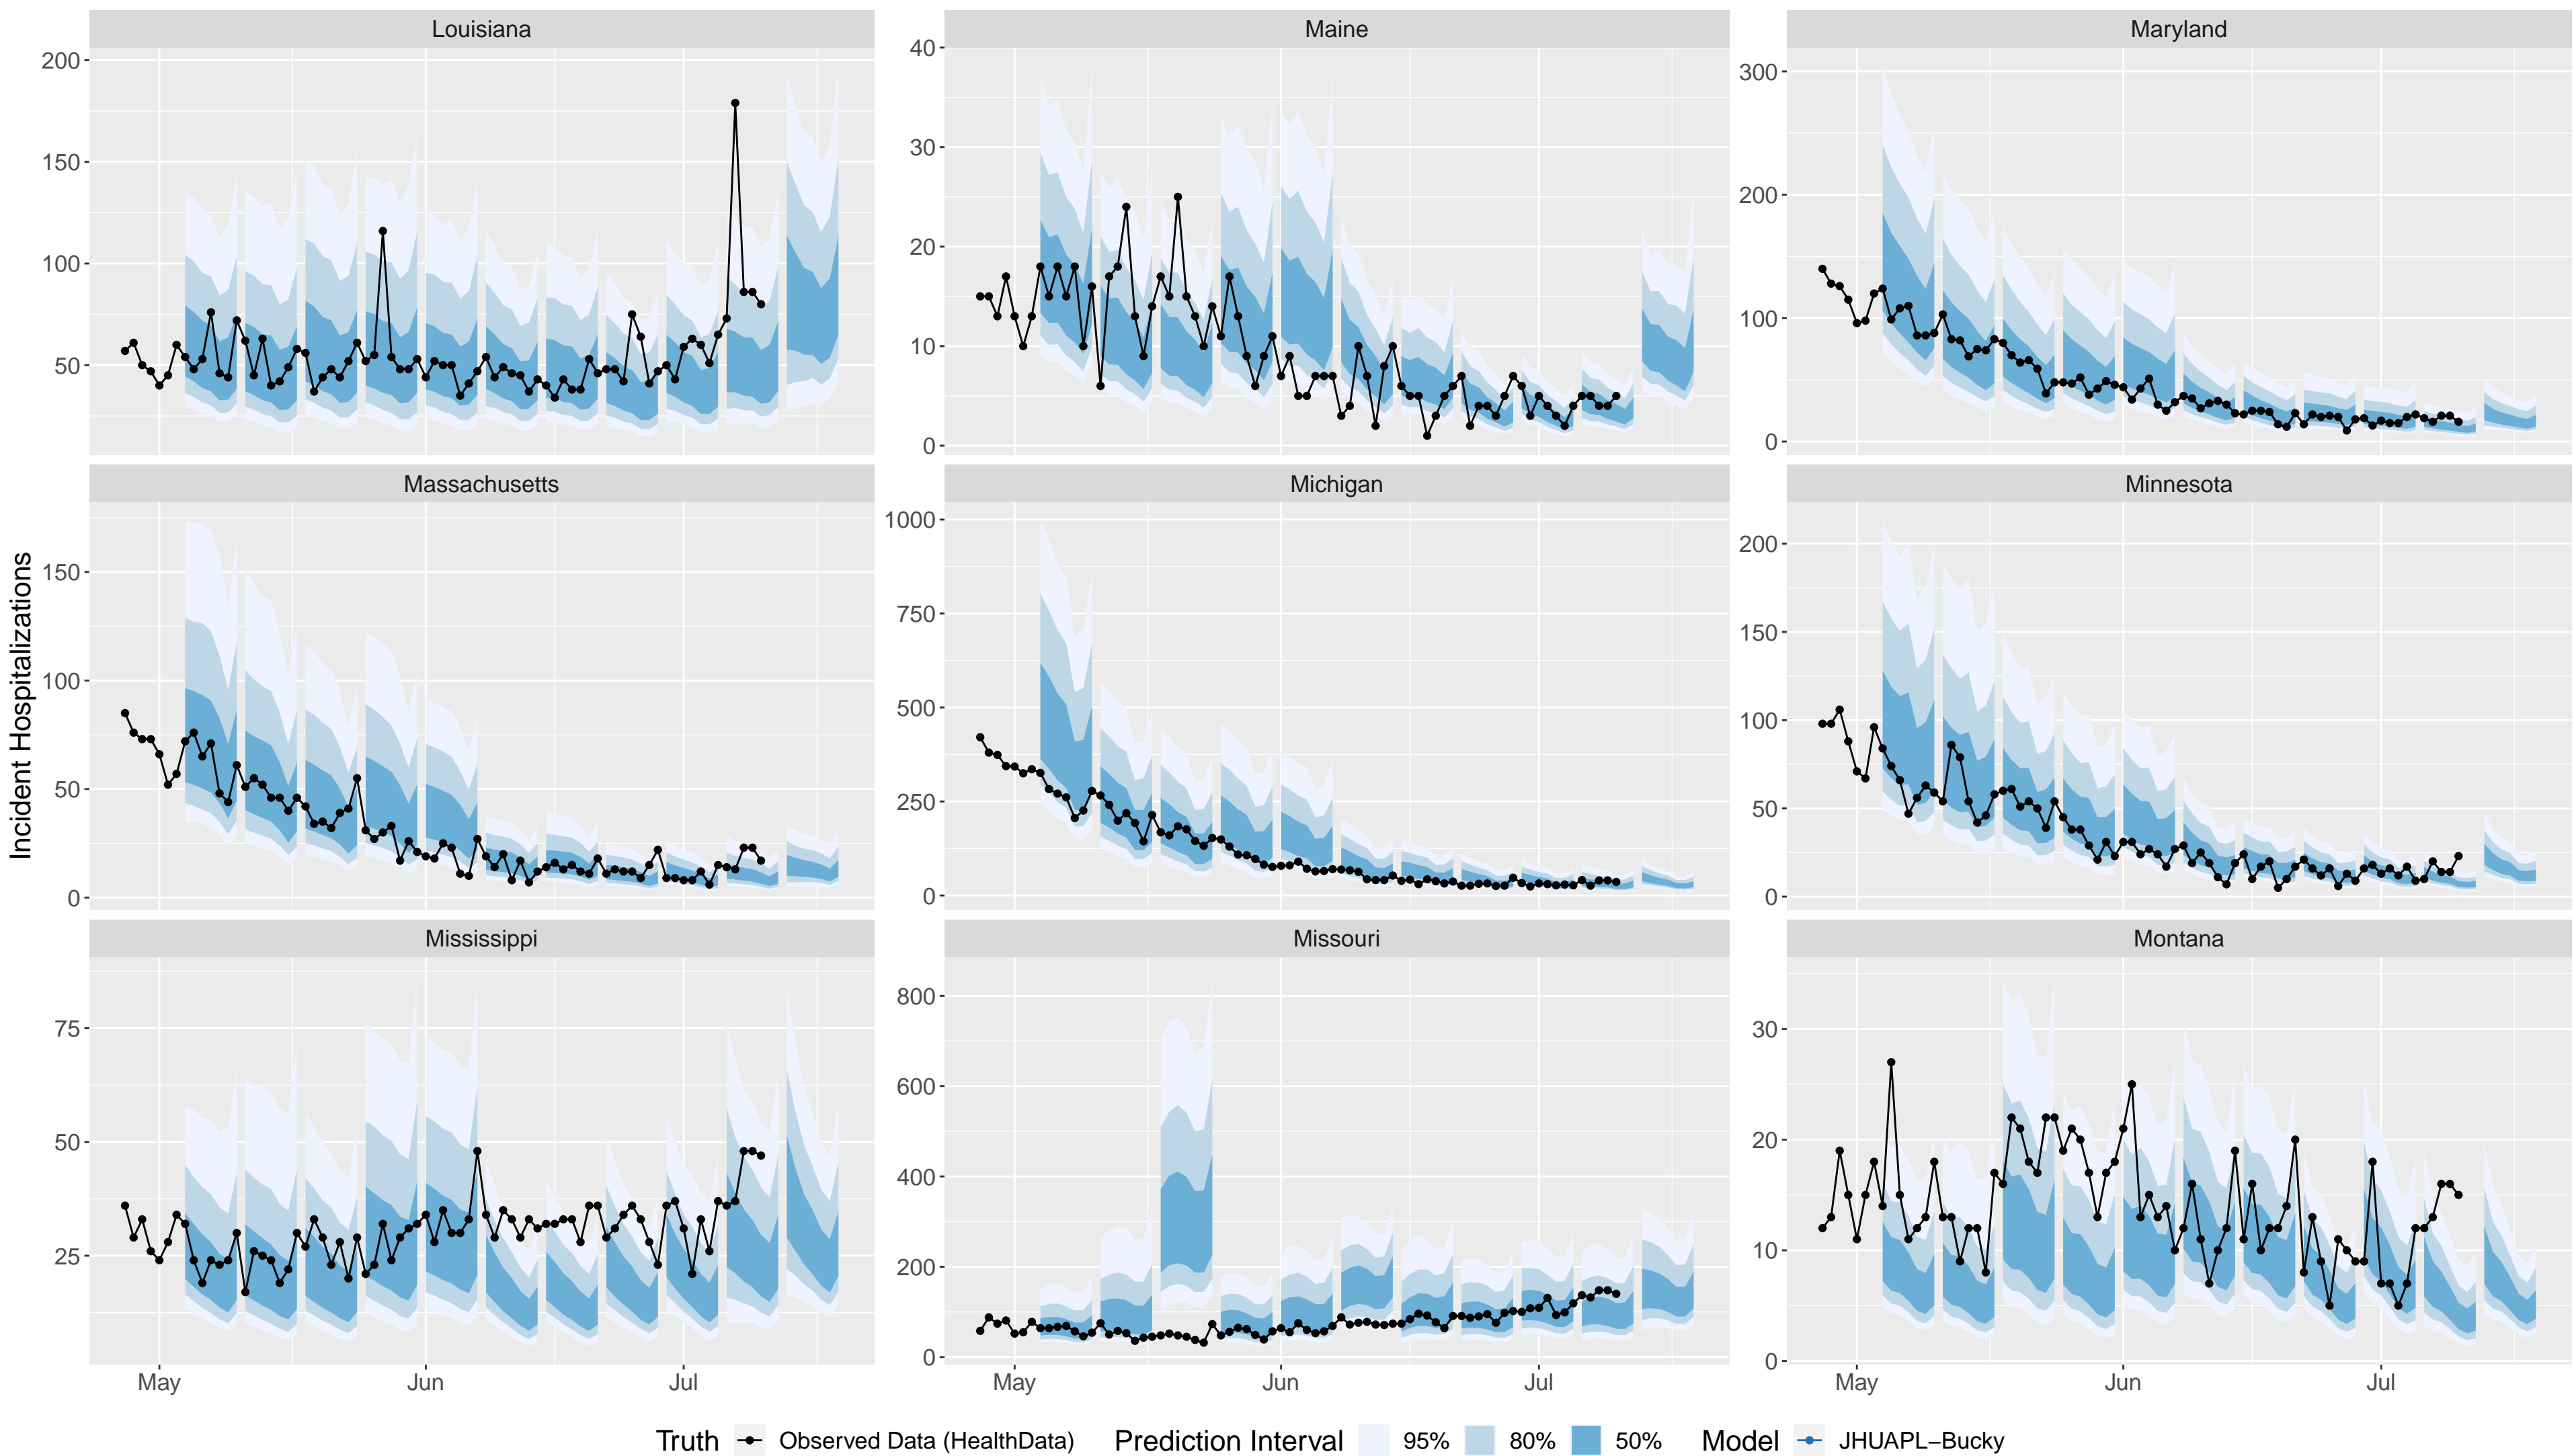 Louisiana
Maine
Maryland
200
150
100
50
40
30
20
10
0
300
200
100
0
Massachusetts
Michigan
Minnesota
Incident Hospitalizations
150
100
50
0
1000
750
500
250
0
200
150
100
50
0
Mississippi
Missouri
Montana
75
50
25
800
600
400
200
0
30
20
10
0
May Jun Jul
May Jun Jul
May Jun Jul
Truth Observed Data (HealthData) Prediction Interval 95% 80% 50% Model JHUAPL−Bucky